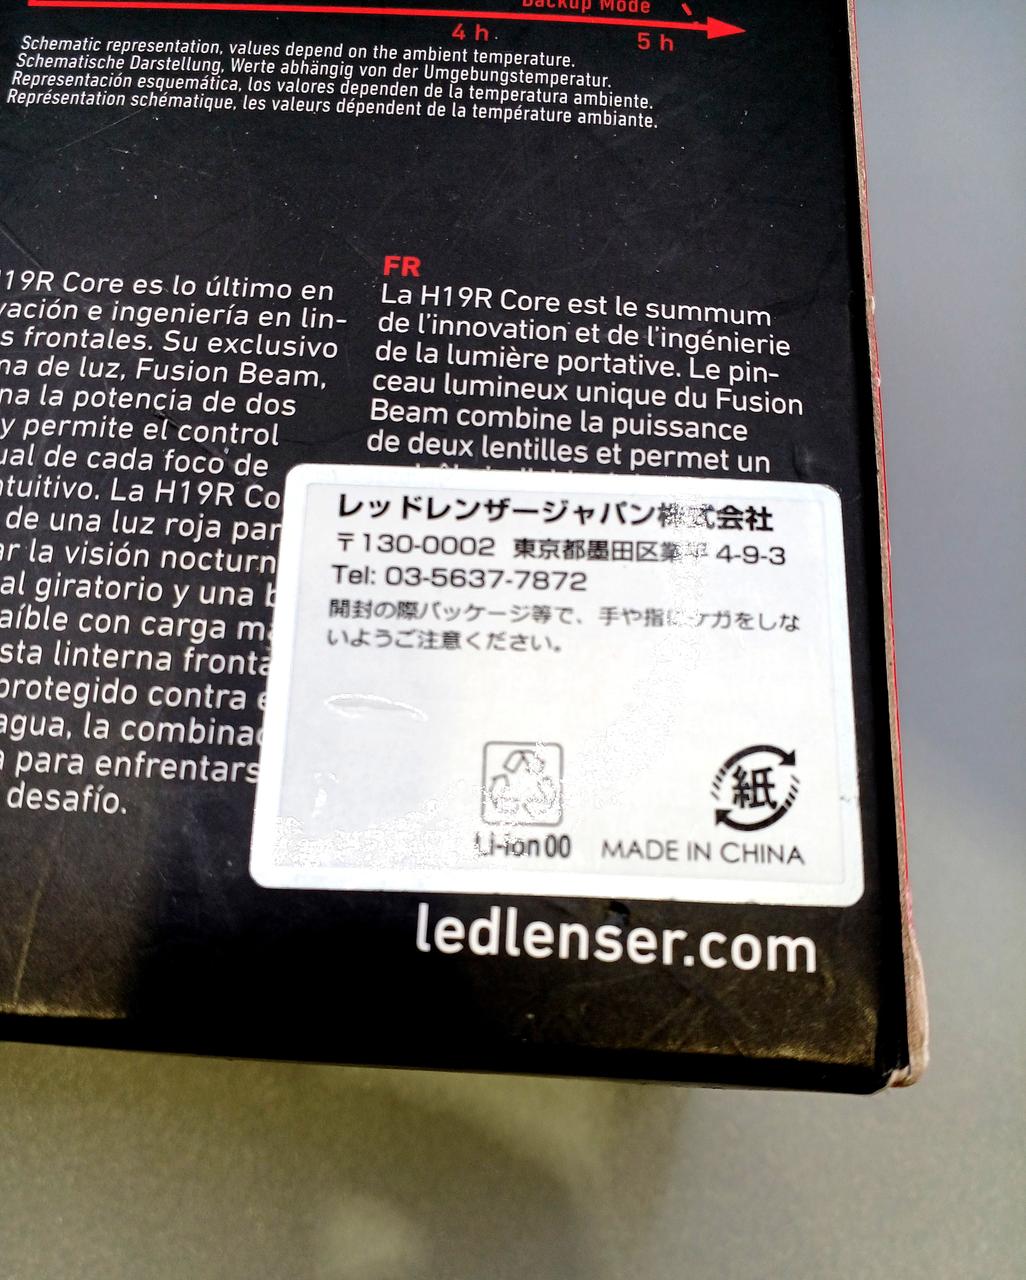 Backup Mode
4 h
5 h
Schematic representation, values depend on the ambient temperature.
Schematische Darstellung, Werte abhängig von der Umgebungstemperatur.
Representación esquemática, los valores dependen de la temperatura ambiente.
Représentation schématique, les valeurs dépendent de la température ambiante.
H19R Core es lo último en
vación e ingeniería en lin-
s frontales. Su exclusivo
ma de luz, Fusion Beam,
na la potencia de dos
y permite el control
ual de cada foco de
ntuitivo. La H19R Co
de una luz roja par
ar la visión nocturn
al giratorio y una
aíble con carga
sta linterna fronta
protegido contra
agua, la combinac
para enfrentars
desafío.
FR
La H19R Core est le summum
de l'innovation et de l'ingénierie
de la lumière portative. Le pin-
ceau lumineux unique du Fusion
Beam combine la puissance
de deux lentilles et permet un
レッドレンザージャパン株式会社
〒130-0002 東京都墨田区業平 4-9-3
Tel: 03-5637-7872
開封の際パッケージ等で、手や指にケガをしな
いようご注意ください。
紙
Li-ion 00 MADE IN CHINA
ledlenser.com